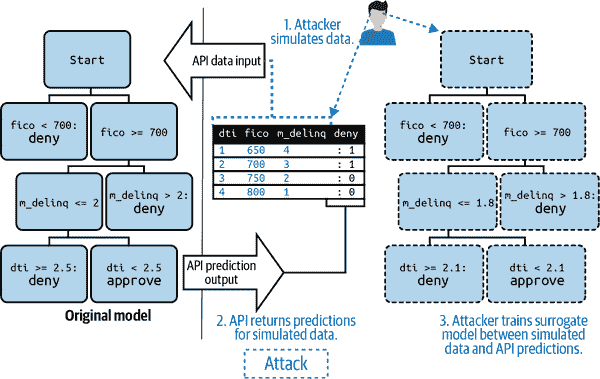 Start
fico < 700:
deny
fico >= 700
m_delinq <= 2
m_delinq > 2:
deny
dti >= 2.5:
deny
dti < 2.5
approve
Original model
API data input
1. Attacker
simulates data.
dti fico m_delinq deny
1 650 4 : 1
2 700 3 : 1
3 750 2 : 0
4 800 1 : 0
API prediction
output
2. API returns predictions
for simulated data.
Attack
Start
fico < 700:
deny
fico >= 700
m_delinq <= 1.8
m_delinq > 1.8:
deny
dti >= 2.1:
deny
dti < 2.1
approve
3. Attacker trains surrogate
model between simulated
data and API predictions.